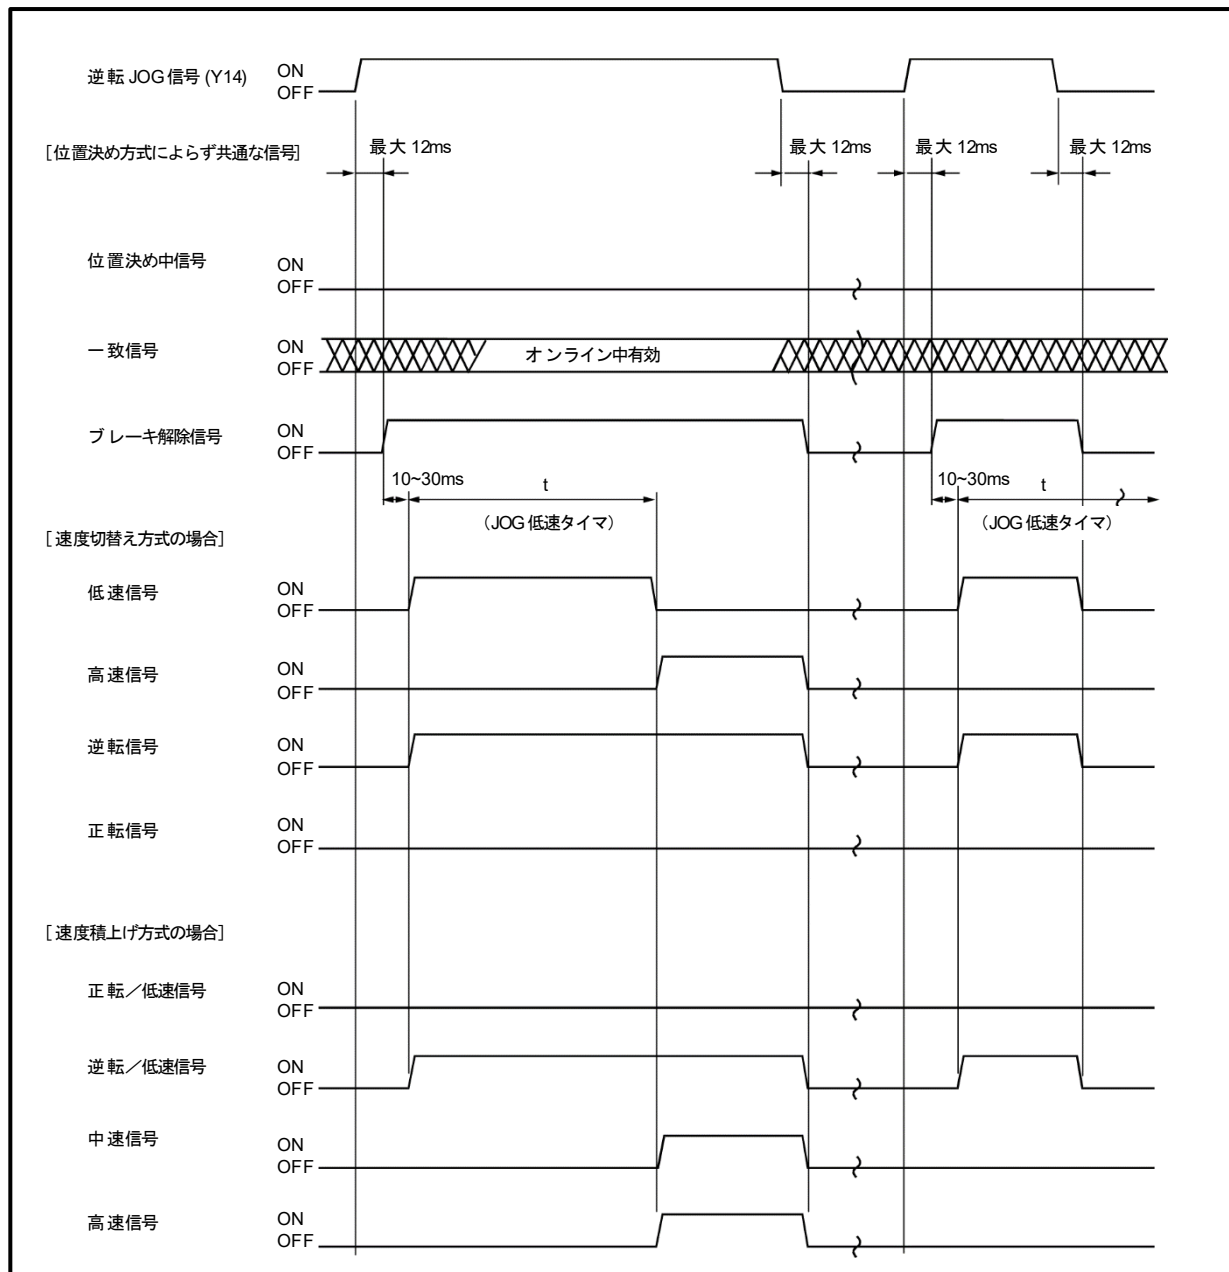 逆転 JOG 信号 (Y14) ON
OFF
[位置決め方式によらず共通な信号] 最大 12ms 最大 12ms 最大 12ms 最大 12ms
位置決め中信号 ON
OFF
一致信号 ON オンライン中有効
OFF
ブレーキ解除信号 ON
OFF
10~30ms t 10~30ms t
(JOG 低速タイマ) (JOG 低速タイマ)
[速度切替え方式の場合]
低速信号 ON
OFF
高速信号 ON
OFF
逆転信号 ON
OFF
正転信号 ON
OFF
[速度積上げ方式の場合]
正転／低速信号 ON
OFF
逆転／低速信号 ON
OFF
中速信号 ON
OFF
高速信号 ON
OFF